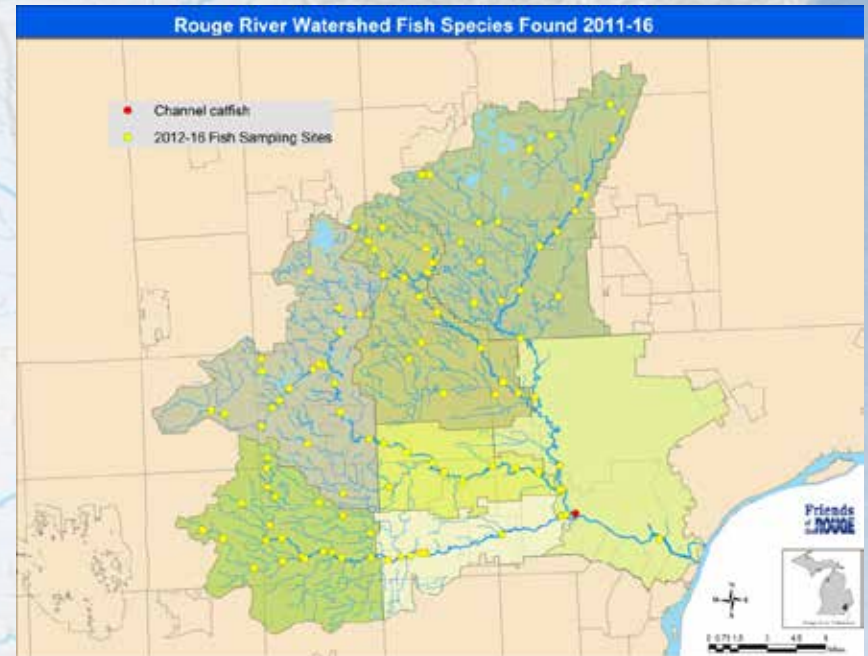 Rouge River Watershed Fish Species Found 2011-16
Channel catfish
2012-16 Fish Sampling Sites
Friends
of the ROUGE